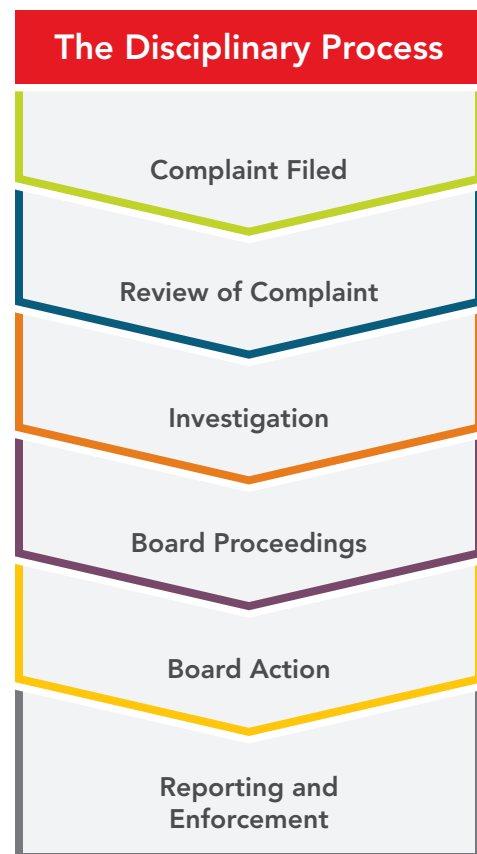 The Disciplinary Process
Complaint Filed
Review of Complaint
Investigation
Board Proceedings
Board Action
Reporting and
Enforcement